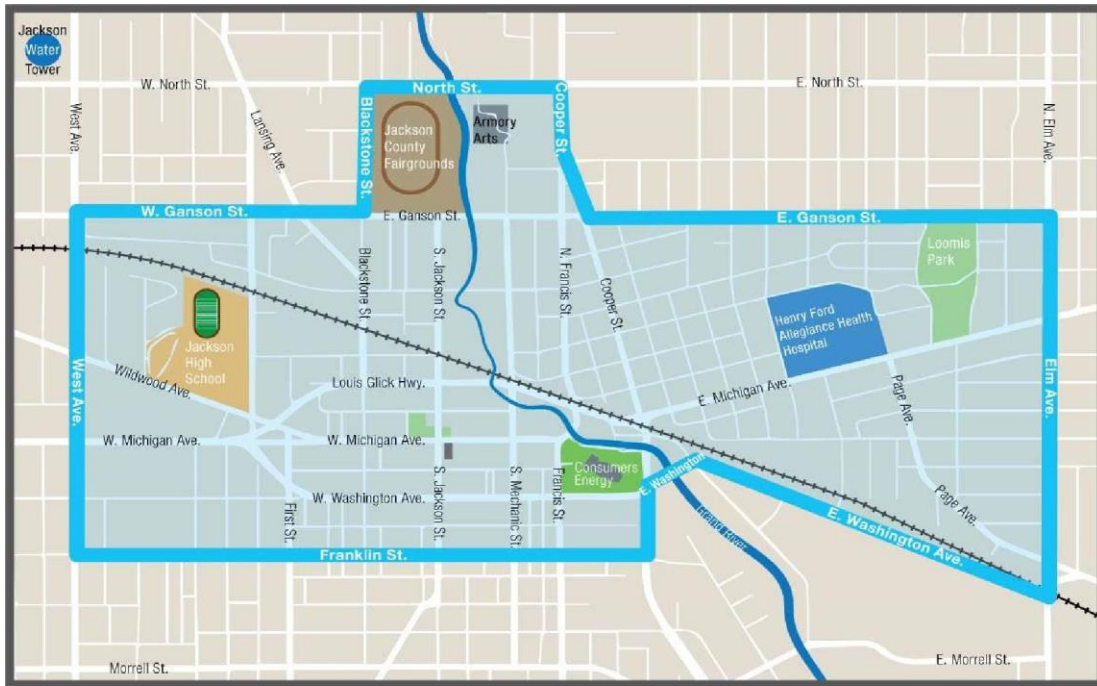 Jackson
Water
Tower
W. North St.
North St.
E. North St.
West Ave.
Lansing Ave.
Blackstone St.
Jackson
County
Fairgrounds
Armory
Arts
Cooper St.
N. Elm Ave.
W. Ganson St.
E. Ganson St.
E. Ganson St.
Blackstone St.
S. Jackson St.
N. Francis St.
Cooper St.
Loomis
Park
Henry Ford
Allegiance Health
Hospital
Jackson
High
School
West Ave.
Wildwood Ave.
Louis Glick Hwy.
E. Michigan Ave.
Page Ave.
Elm Ave.
W. Michigan Ave.
W. Michigan Ave.
Consumers
Energy
E. Washington
W. Washington Ave.
First St.
S. Jackson St.
S. Mechanic St.
Francis St.
Grand River
E. Washington Ave.
Page Ave.
Franklin St.
Morrell St.
E. Morrell St.